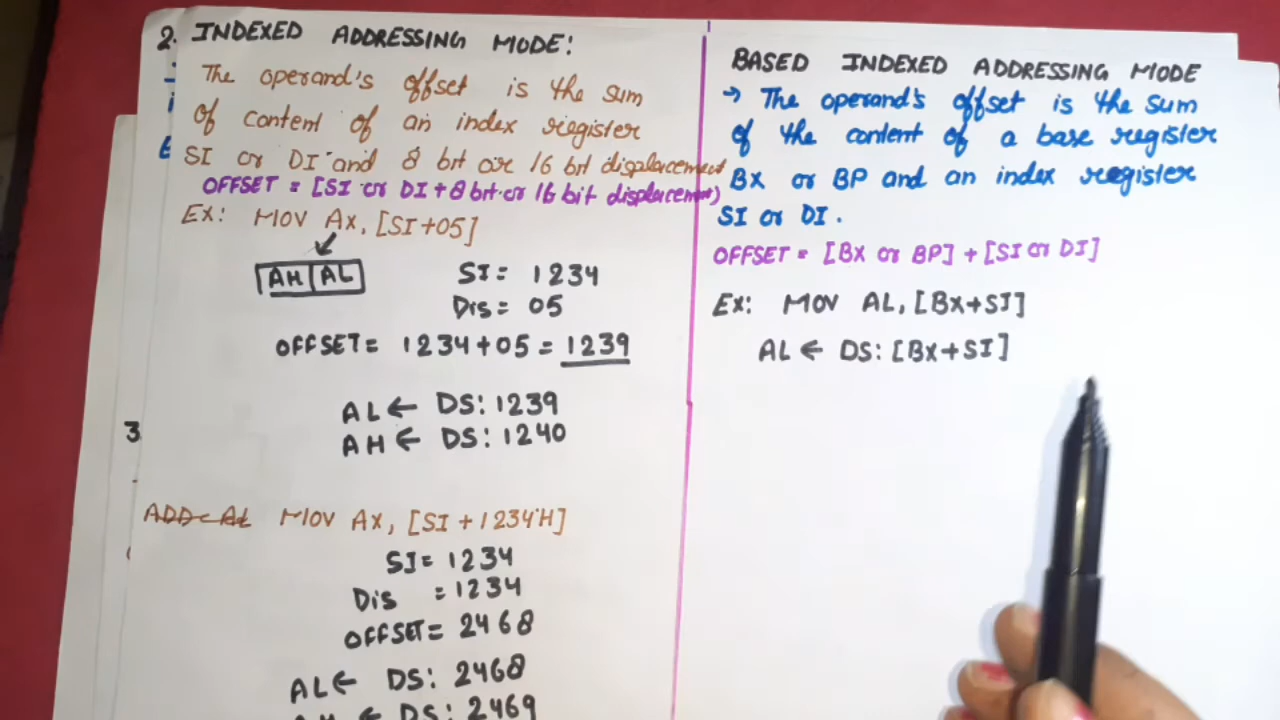 2. INDEXED ADDRESSING MODE:
The operand's offset is the sum
of content of an index register
SI or DI and 8 bit or 16 bit displacement
OFFSET = [SI or DI + 8 bit or 16 bit displacement)
Ex: MOV AX, [SI+05]
AH AL
SI = 1234
Dis = 05
OFFSET = 1234+05 = 1239
AL ← DS: 1239
AH ← DS: 1240
3
ADD AL MOV AX, [SI + 1234H]
SI = 1234
Dis = 1234
OFFSET = 2468
AL ← DS: 2468
AH ← DS: 2469
BASED INDEXED ADDRESSING MODE
→ The operand's offset is the sum
of the content of a base register
BX or BP and an index register
SI or DI.
OFFSET = [BX or BP] + [SI or DI]
Ex: MOV AL, [BX+SI]
AL ← DS: [BX+SI]